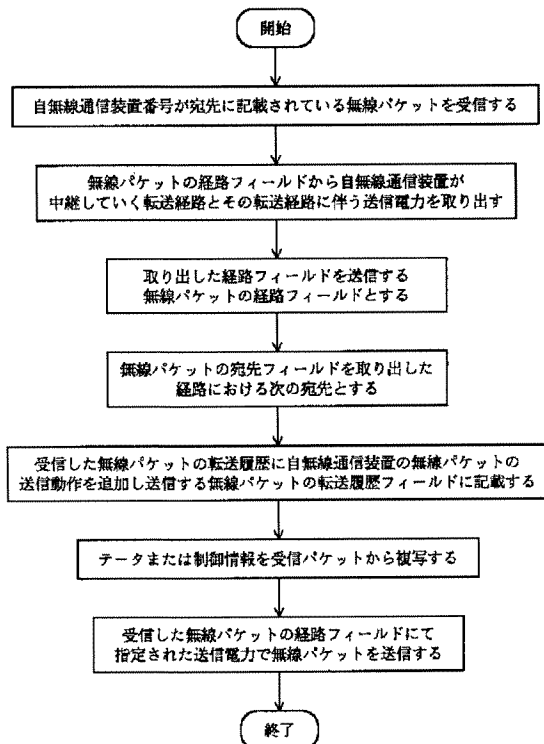 開始
自無線通信装置番号が宛先に記載されている無線パケットを受信する
無線パケットの経路フィールドから自無線通信装置が
中継していく転送経路とその転送経路に伴う送信電力を取り出す
取り出した経路フィールドを送信する
無線パケットの経路フィールドとする
無線パケットの宛先フィールドを取り出した
経路における次の宛先とする
受信した無線パケットの転送履歴に自無線通信装置の無線パケットの
送信動作を追加し送信する無線パケットの転送履歴フィールドに記載する
データまたは制御情報を受信パケットから複写する
受信した無線パケットの経路フィールドにて
指定された送信電力で無線パケットを送信する
終了